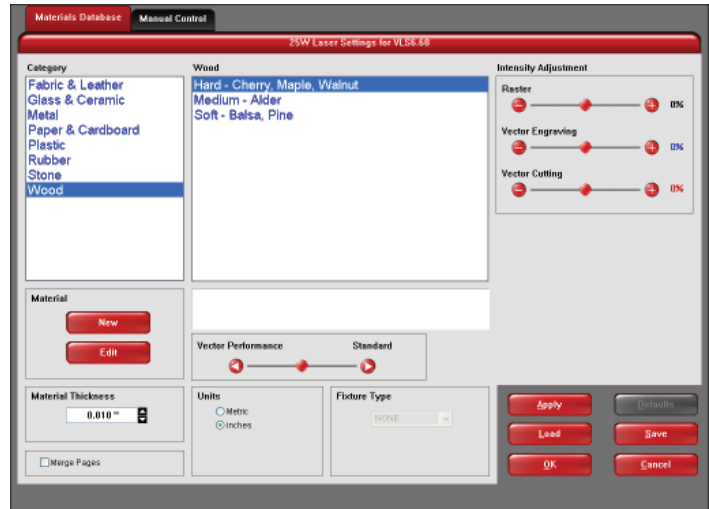 Materials Database
Manual Control
25W Laser Settings for VLS6.60
Category
Fabric & Leather
Glass & Ceramic
Metal
Paper & Cardboard
Plastic
Rubber
Stone
Wood
Wood
Hard - Cherry, Maple, Walnut
Medium - Alder
Soft - Balsa, Pine
Intensity Adjustment
Raster
0%
Vector Engraving
0%
Vector Cutting
0%
Material
New
Edit
Vector Performance
Standard
Material Thickness
0.010 "
Units
Metric
inches
Fixture Type
NONE
Merge Pages
Apply
Defaults
Load
Save
OK
Cancel